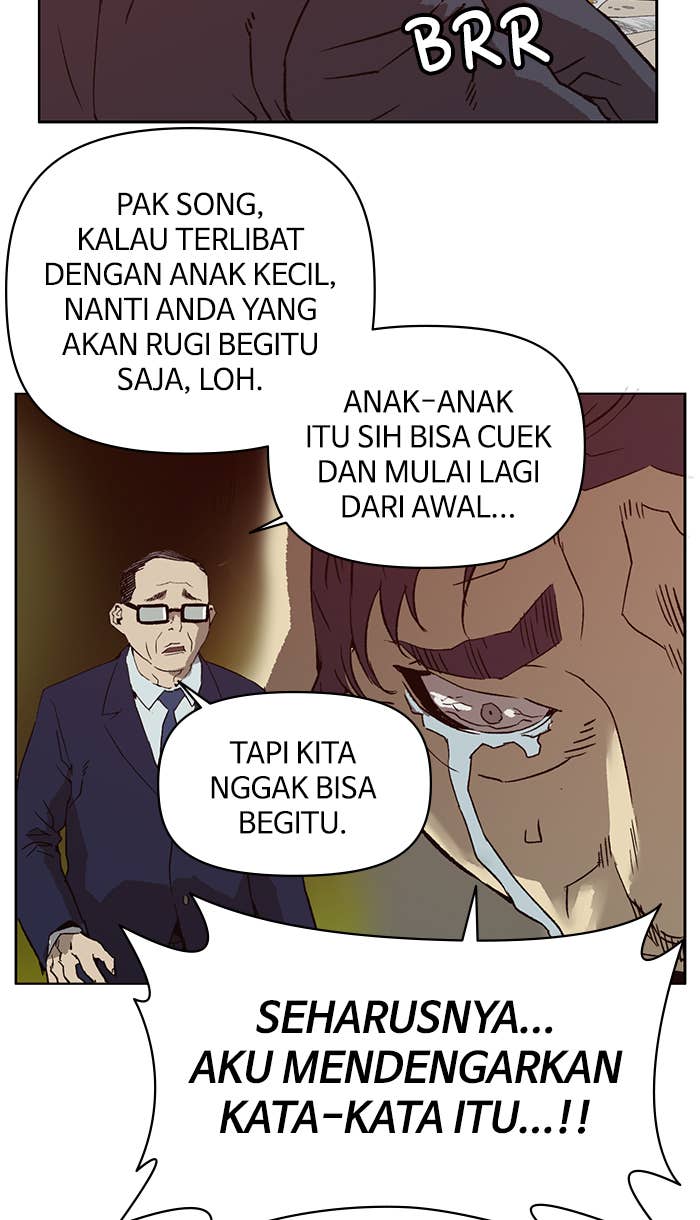 BRR
PAK SONG,
KALAU TERLIBAT
DENGAN ANAK KECIL,
NANTI ANDA YANG
AKAN RUGI BEGITU
SAJA, LOH.
ANAK-ANAK
ITU SIH BISA CUEK
DAN MULAI LAGI
DARI AWAL...
TAPI KITA
NGGAK BISA
BEGITU.
SEHARUSNYA...
AKU MENDENGARKAN
KATA-KATA ITU...!!